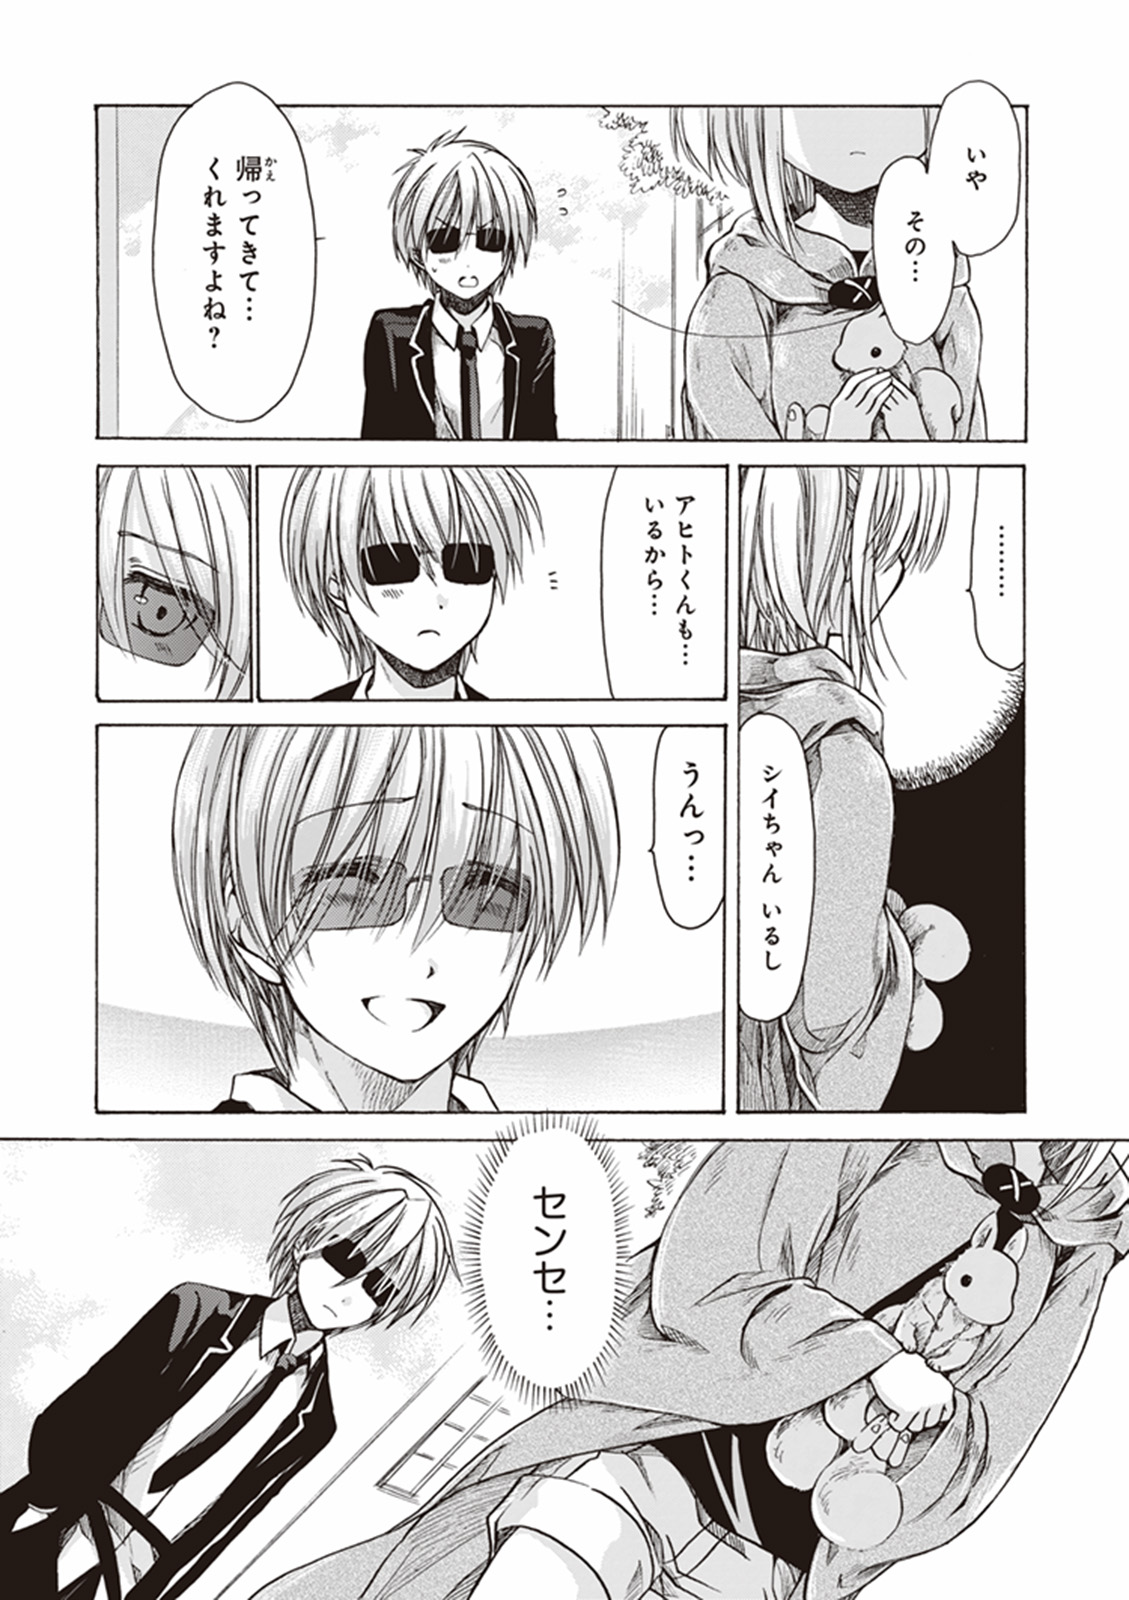 いや
その…
帰ってきて…
くれますよね?
………
シイちゃん いるし
アヒトくんも…
いるから…
うんっ…
センセ…